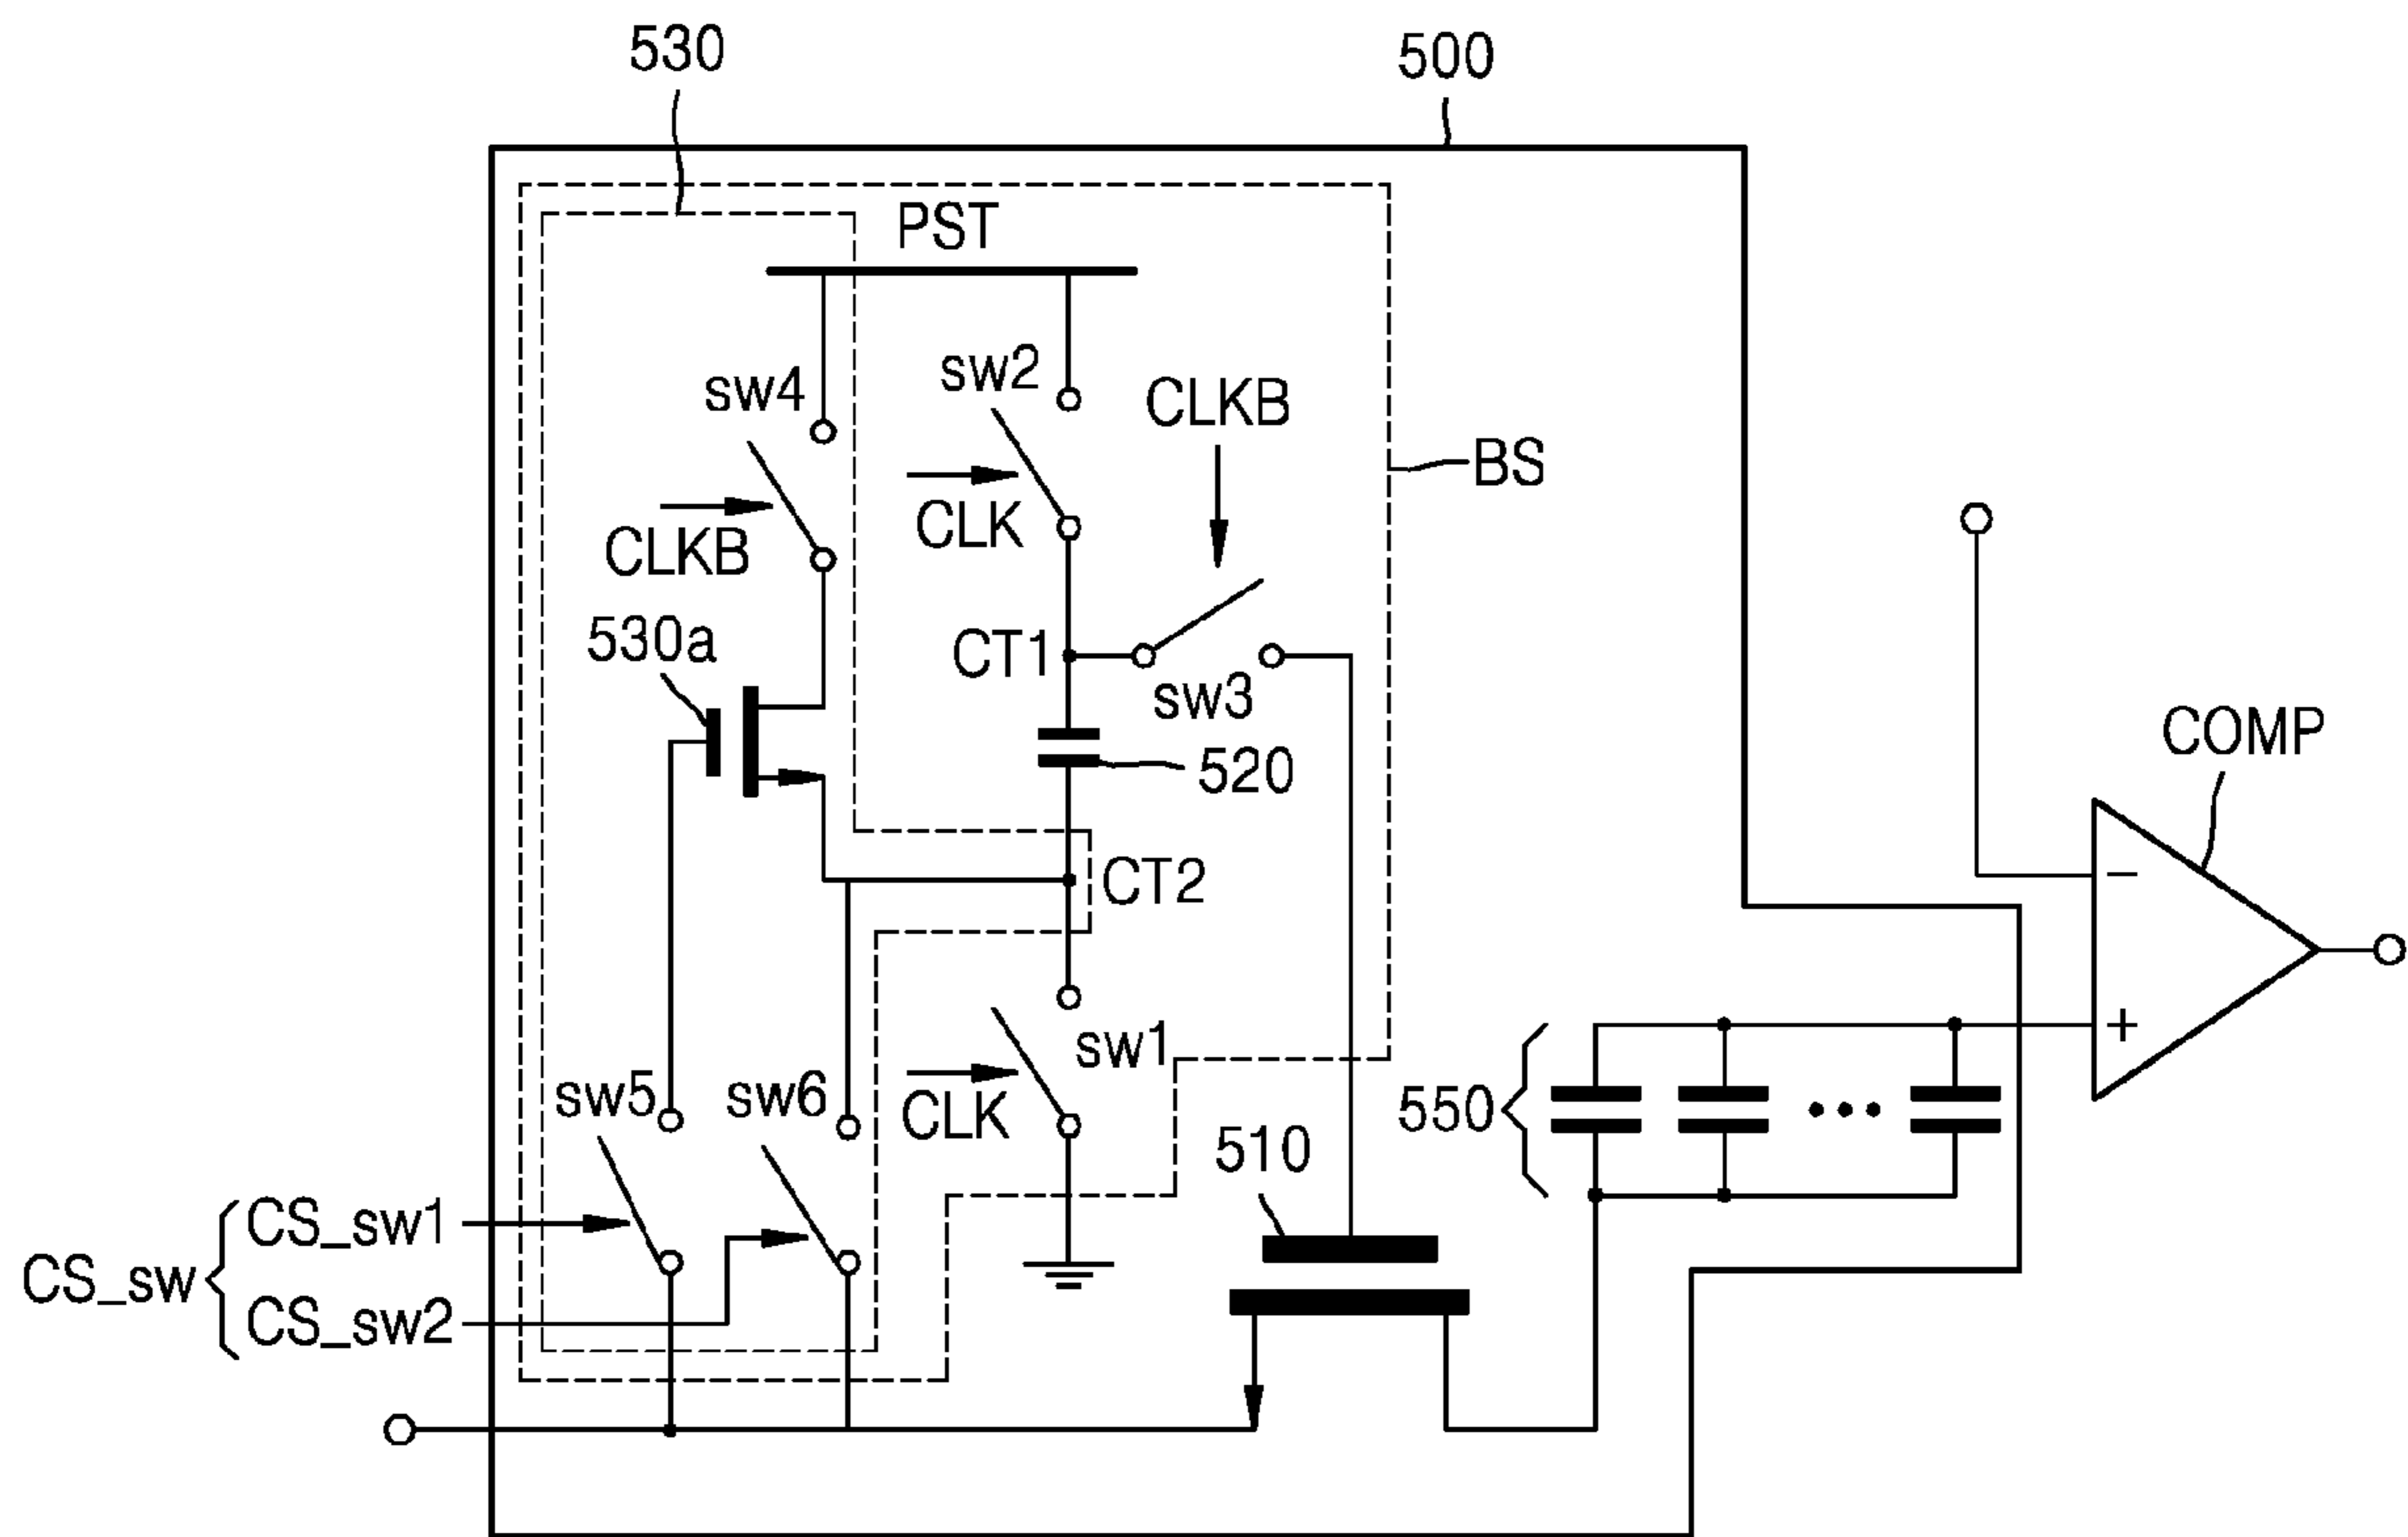 530
500
PST
sw4
sw2
CLKB
BS
CLK
CLKB
530a
CT1
sw3
COMP
520
CT2
−
sw1
+
sw5
sw6
CLK
550
510
CS_sw1
CS_sw
CS_sw2